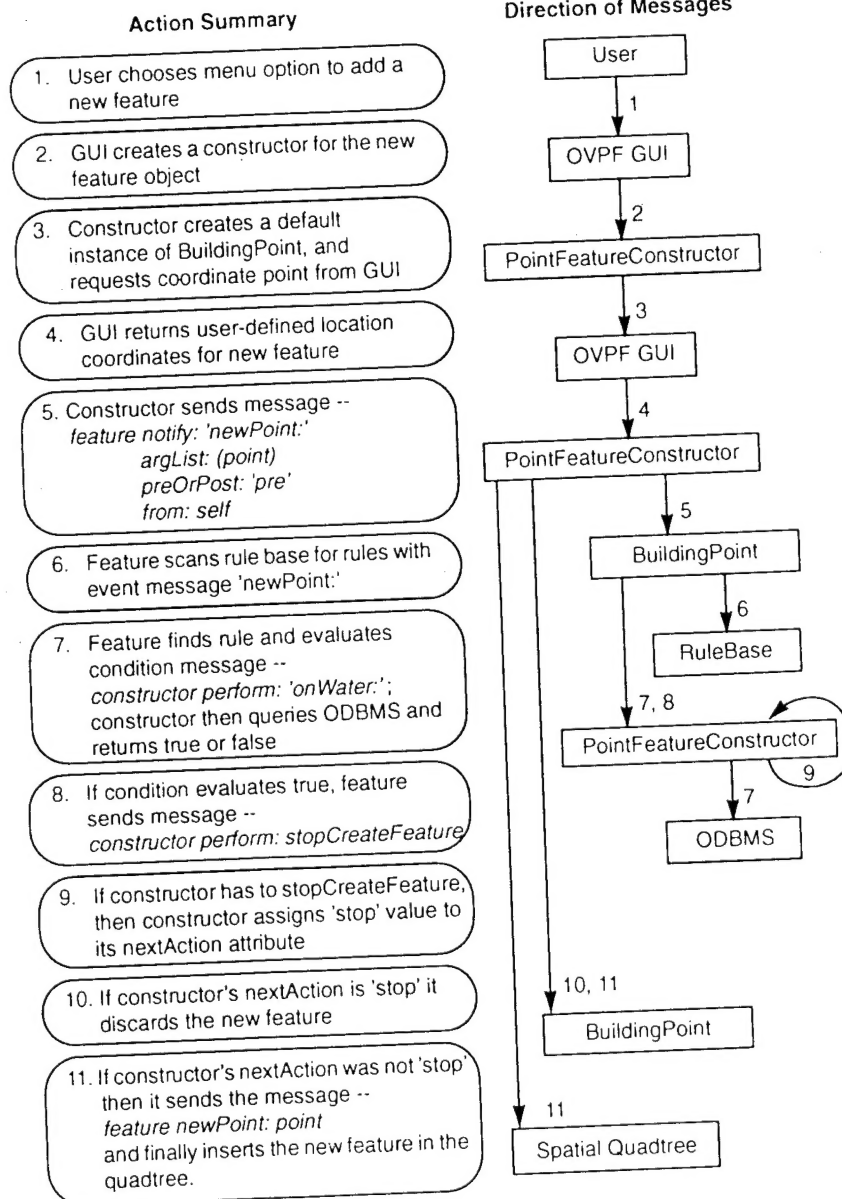 Action Summary
1. User chooses menu option to add a
new feature
2. GUI creates a constructor for the new
feature object
3. Constructor creates a default
instance of BuildingPoint, and
requests coordinate point from GUI
4. GUI returns user-defined location
coordinates for new feature
5. Constructor sends message --
feature notify: 'newPoint:'
argList: (point)
preOrPost: 'pre'
from: self
6. Feature scans rule base for rules with
event message 'newPoint:'
7. Feature finds rule and evaluates
condition message --
constructor perform: 'onWater:';
constructor then queries ODBMS and
returns true or false
8. If condition evaluates true, feature
sends message --
constructor perform: stopCreateFeature
9. If constructor has to stopCreateFeature,
then constructor assigns 'stop' value to
its nextAction attribute
10. If constructor's nextAction is 'stop' it
discards the new feature
11. If constructor's nextAction was not 'stop'
then it sends the message --
feature newPoint: point
and finally inserts the new feature in the
quadtree.
Direction of Messages
User
1
OVPF GUI
2
PointFeatureConstructor
3
OVPF GUI
4
PointFeatureConstructor
5
BuildingPoint
6
RuleBase
7, 8
PointFeatureConstructor
9
7
ODBMS
10, 11
BuildingPoint
11
Spatial Quadtree